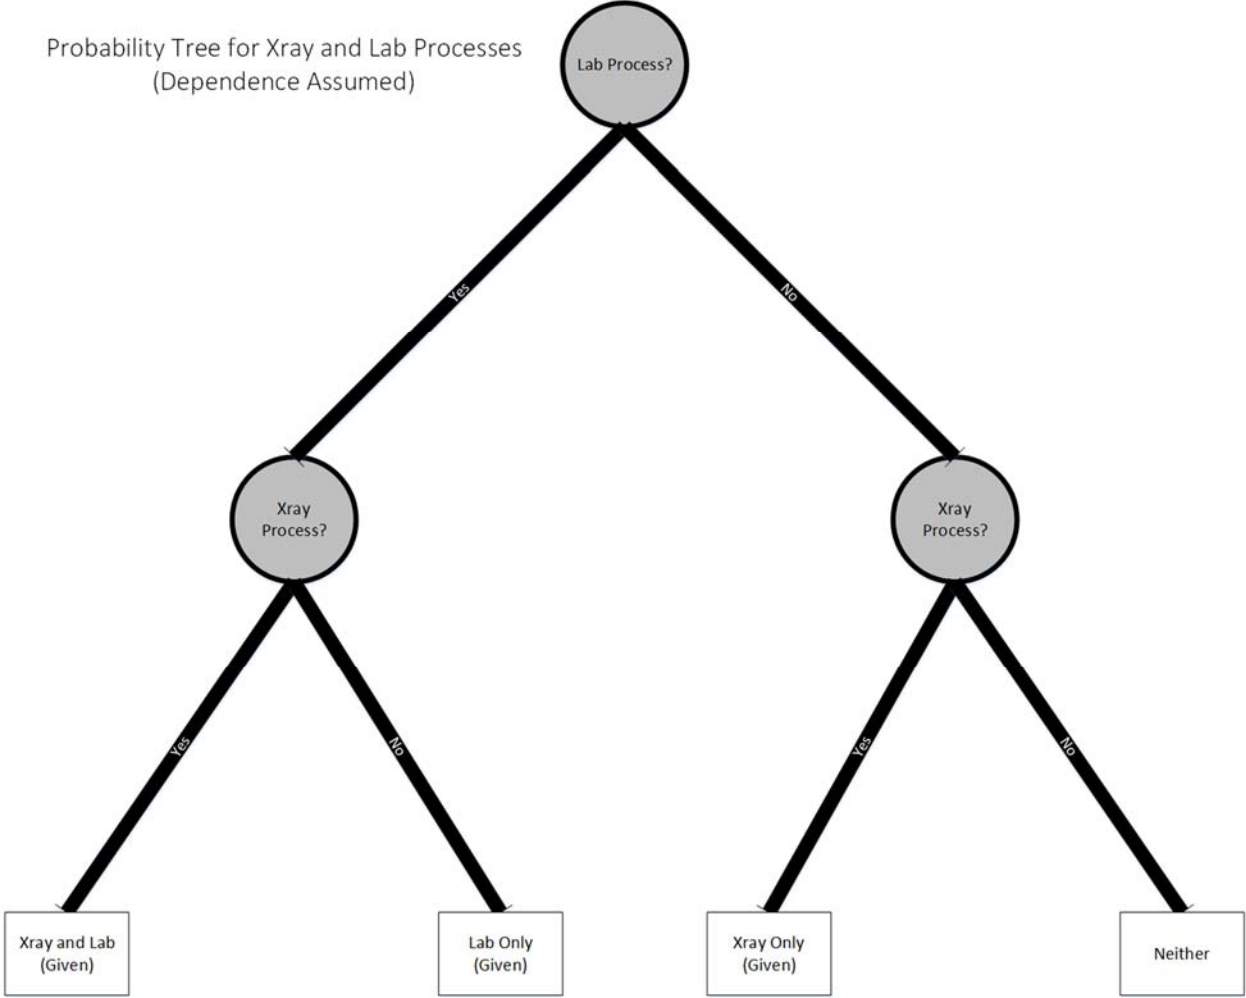 Probability Tree for Xray and Lab Processes
(Dependence Assumed)
Lab Process?
Yes
No
Xray
Process?
Xray
Process?
Yes
No
Yes
No
Xray and Lab
(Given)
Lab Only
(Given)
Xray Only
(Given)
Neither